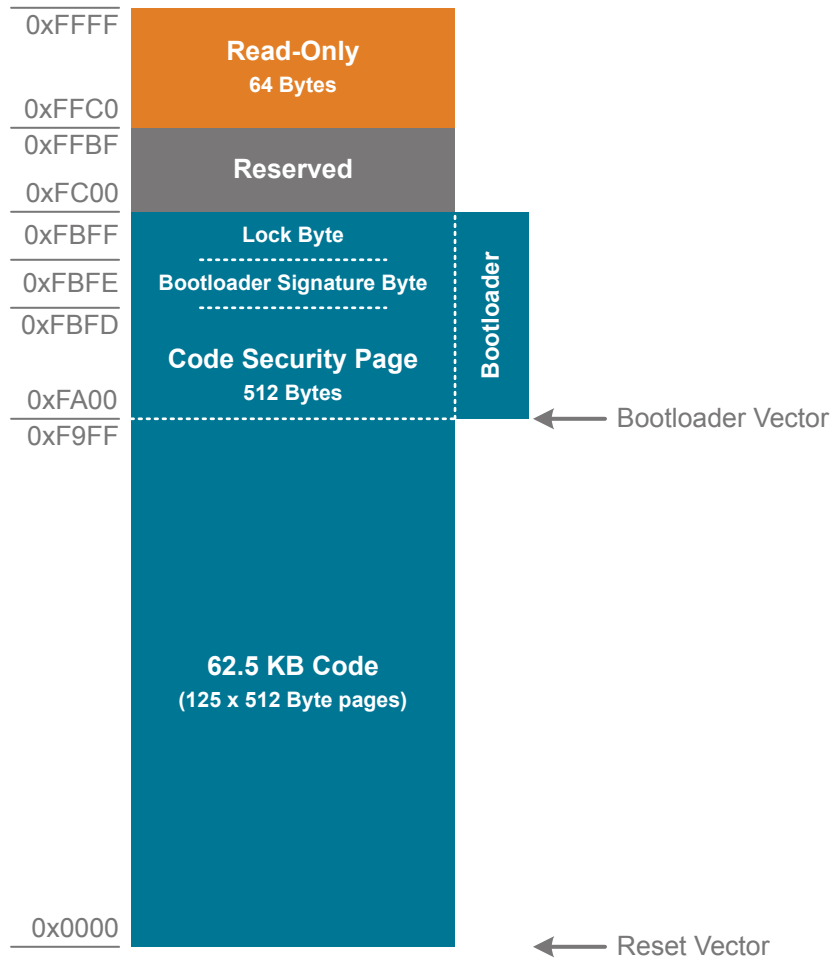 0xFFFF
Read-Only
64 Bytes
0xFFC0
0xFFBF
Reserved
0xFC00
0xFBFF
Lock Byte
0xFBFE
Bootloader Signature Byte
0xFBFD
Bootloader
Code Security Page
512 Bytes
0xFA00
Bootloader Vector
0xF9FF
62.5 KB Code
(125 x 512 Byte pages)
0x0000
Reset Vector